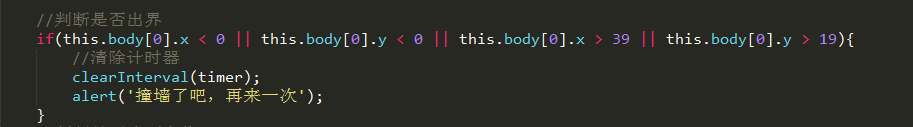 //判断是否出界
if(this.body[0].x < 0 || this.body[0].y < 0 || this.body[0].x > 39 || this.body[0].y > 19){
//清除计时器
clearInterval(timer);
alert('撞墙了吧，再来一次');
}